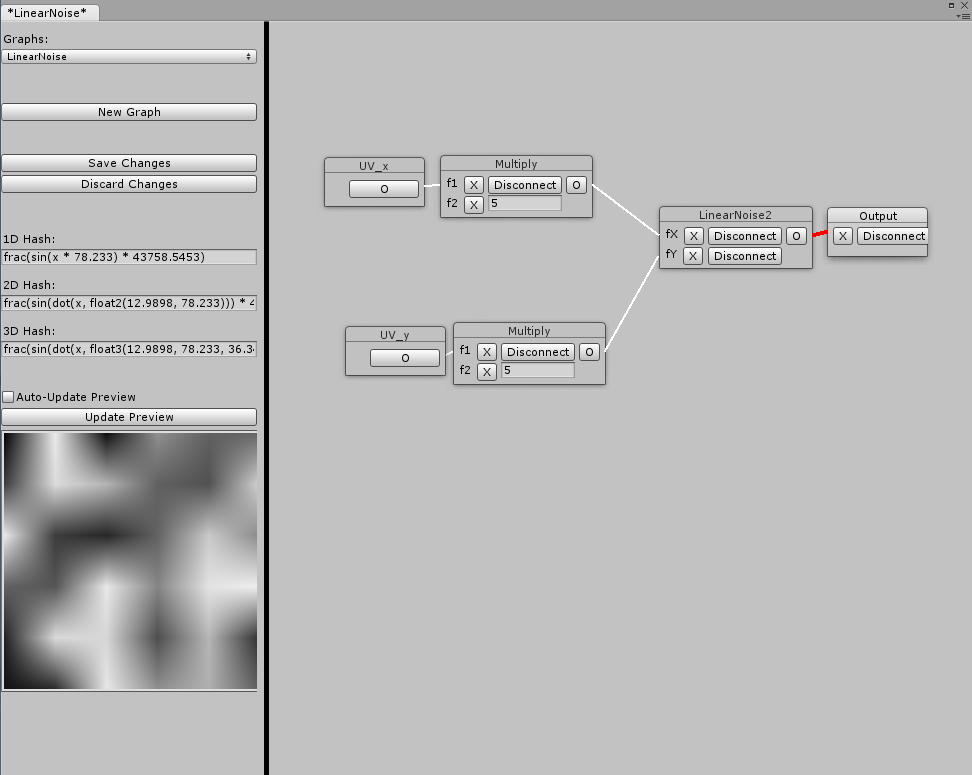 *LinearNoise*
Graphs:
LinearNoise
New Graph
Save Changes
Discard Changes
1D Hash:
frac(sin(x * 78.233) * 43758.5453)
2D Hash:
frac(sin(dot(x, float2(12.9898, 78.233))) * 4
3D Hash:
frac(sin(dot(x, float3(12.9898, 78.233, 36.34
Auto-Update Preview
Update Preview
UV_x
O
Multiply
f1 X Disconnect O
f2 X 5
UV_y
O
Multiply
f1 X Disconnect O
f2 X 5
LinearNoise2
fX X Disconnect O
fY X Disconnect
Output
X Disconnect